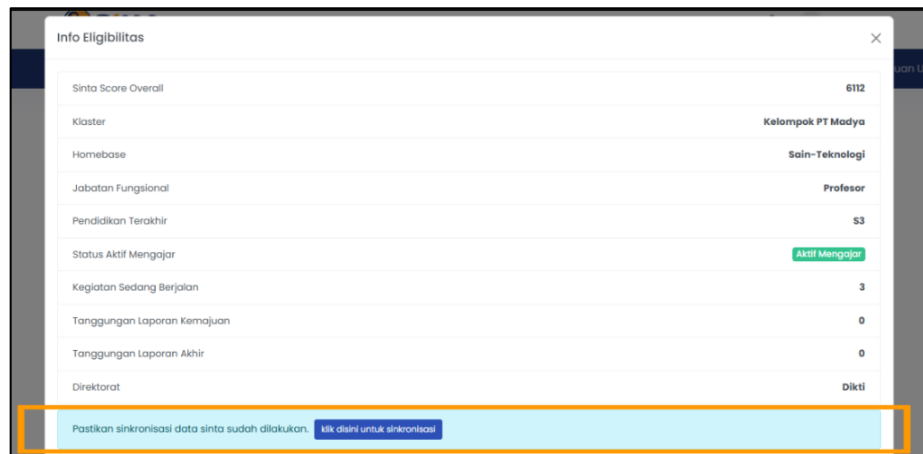 Info Eligibilitas
Sinta Score Overall 6112
Klaster Kelompok PT Madya
Homebase Sain-Teknologi
Jabatan Fungsional Profesor
Pendidikan Terakhir S3
Status Aktif Mengajar Aktif Mengajar
Kegiatan Sedang Berjalan 3
Tanggungan Laporan Kemajuan 0
Tanggungan Laporan Akhir 0
Direktorat Dikti
Pastikan sinkronisasi data sinta sudah dilakukan. klik disini untuk sinkronisasi